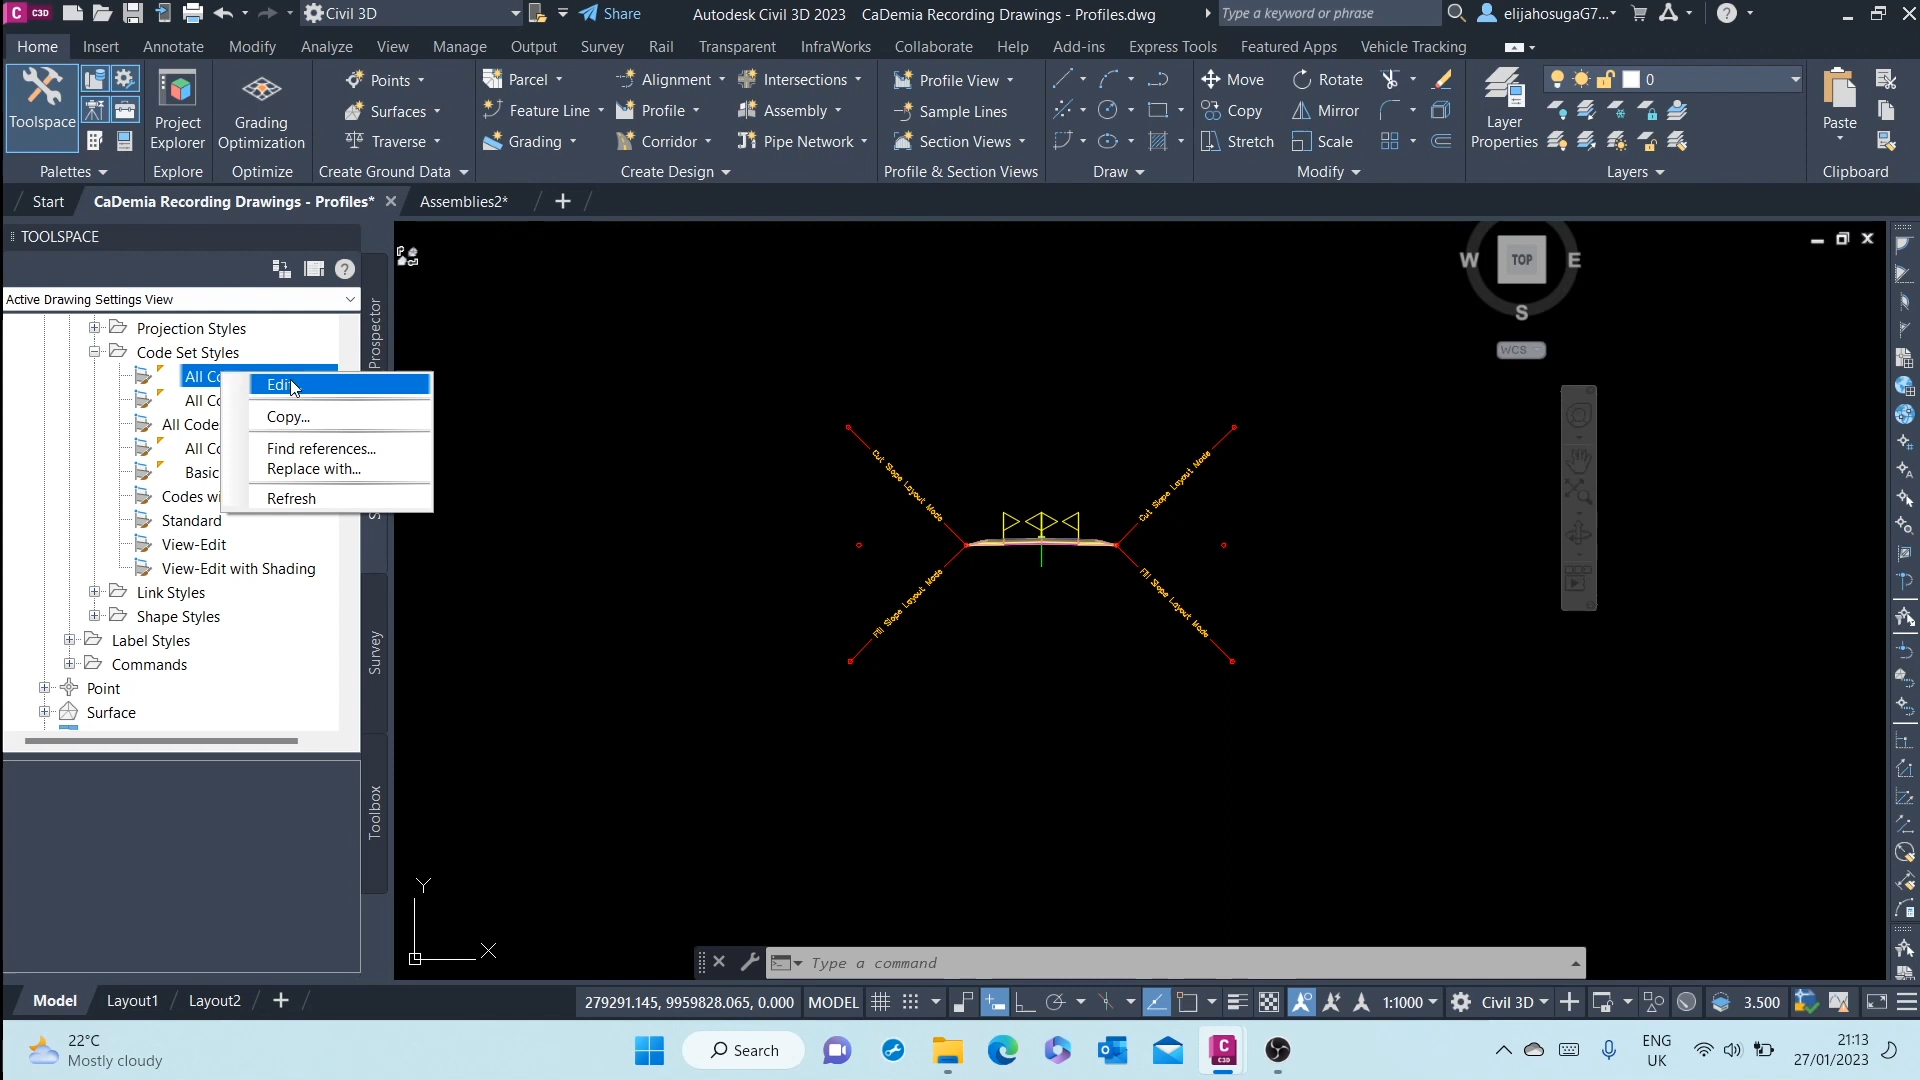 C3D
Civil 3D
Share
Autodesk Civil 3D 2023 CaDemia Recording Drawings - Profiles.dwg
Type a keyword or phrase
elijahosugaG7...
Home Insert Annotate Modify Analyze View Manage Output Survey Rail Transparent InfraWorks Collaborate Help Add-ins Express Tools Featured Apps Vehicle Tracking
Points Parcel Alignment Intersections Profile View Move Rotate 0
Surfaces Feature Line Profile Assembly Sample Lines Copy Mirror
Toolspace Project Explorer Grading Optimization Layer Properties Paste
Traverse Grading Corridor Pipe Network Section Views Stretch Scale
Palettes Explore Optimize Create Ground Data Create Design Profile & Section Views Draw Modify Layers Clipboard
Start CaDemia Recording Drawings - Profiles* Assemblies2*
TOOLSPACE
Active Drawing Settings View
Projection Styles
Code Set Styles
All Co
All Co
All Code
All Co
Basic
Codes wi
Standard
View-Edit
View-Edit with Shading
Link Styles
Shape Styles
Label Styles
Commands
Point
Surface
Edi
Copy...
Find references...
Replace with...
Refresh
Prospector
S
Survey
Toolbox
W TOP E
S
WCS
Cut Slope Layout Mode
Cut Slope Layout Mode
Fill Slope Layout Mode
Fill Slope Layout Mode
Y
X
Type a command
Model Layout1 Layout2
279291.145, 9959828.065, 0.000 MODEL 1:1000 Civil 3D 3.500
22°C
Mostly cloudy
Search
C3D
ENG
UK
21:13
27/01/2023